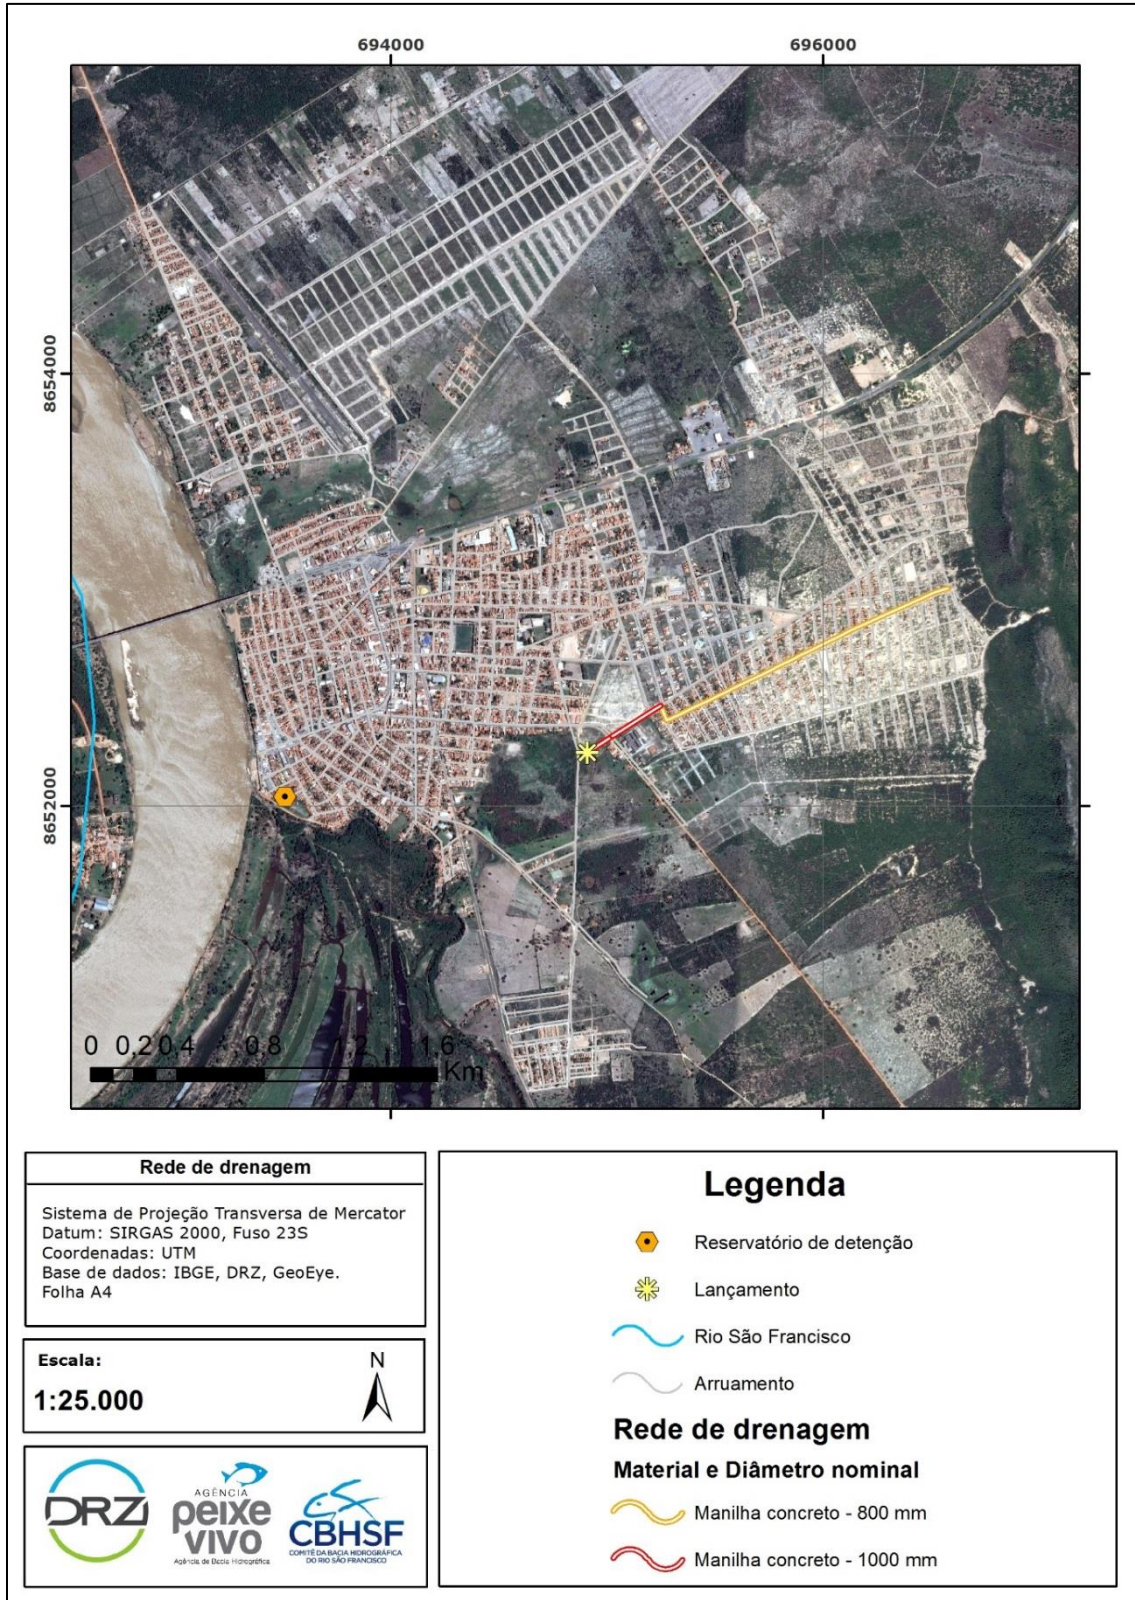 694000
696000
8654000
8652000
0 0,2 0,4 0,8 1,2 1,6
Km
Rede de drenagem
Sistema de Projeção Transversa de Mercator
Datum: SIRGAS 2000, Fuso 23S
Coordenadas: UTM
Base de dados: IBGE, DRZ, GeoEye.
Folha A4
Escala:
1:25.000
N
DRZ
AGÊNCIA
peixe
vivo
Agência de Bacia Hidrográfica
CBHSF
COMITÊ DA BACIA HIDROGRÁFICA
DO RIO SÃO FRANCISCO
Legenda
Reservatório de detenção
Lançamento
Rio São Francisco
Arruamento
Rede de drenagem
Material e Diâmetro nominal
Manilha concreto - 800 mm
Manilha concreto - 1000 mm